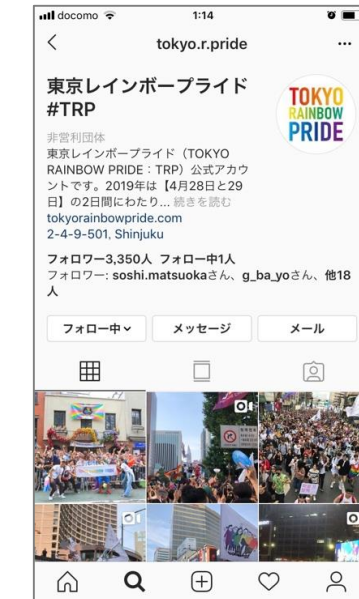 docomo 1:14
tokyo.r.pride
東京レインボープライド
#TRP
TOKYO
RAINBOW
PRIDE
非営利団体
東京レインボープライド（TOKYO
RAINBOW PRIDE：TRP）公式アカウ
ントです。2019年は【4月28日と29
日】の2日間にわたり... 続きを読む
tokyorainbowpride.com
2-4-9-501, Shinjuku
フォロワー3,350人 フォロー中1人
フォロワー: soshi.matsuokaさん、g_ba_yoさん、他18
人
フォロー中 メッセージ メール